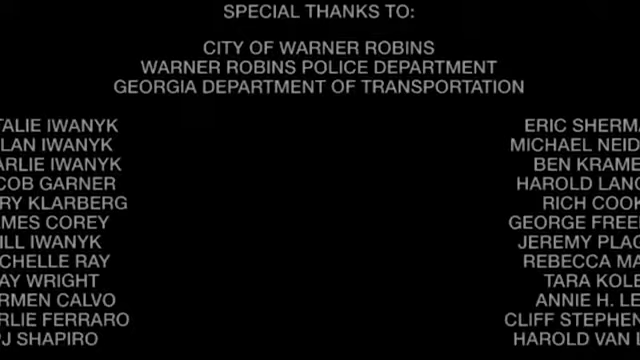 SPECIAL THANKS TO:
CITY OF WARNER ROBINS
WARNER ROBINS POLICE DEPARTMENT
GEORGIA DEPARTMENT OF TRANSPORTATION
TALIE IWANYK ERIC SHERMA
LAN IWANYK MICHAEL NEID
ARLIE IWANYK BEN KRAME
COB GARNER HAROLD LANG
RY KLARBERG RICH COOK
MES COREY GEORGE FREE
ILL IWANYK JEREMY PLAC
CHELLE RAY REBECCA MA
AY WRIGHT TARA KOLE
RMEN CALVO ANNIE H. LE
RLIE FERRARO CLIFF STEPHEN
PJ SHAPIRO HAROLD VAN L